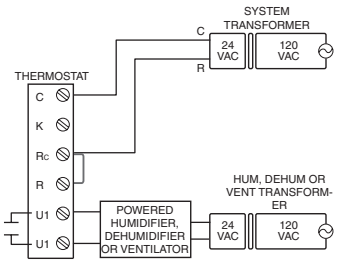 SYSTEM
TRANSFORMER
C
24
VAC
120
VAC
R
THERMOSTAT
C
K
Rc
R
U1
U1
POWERED
HUMIDIFIER,
DEHUMIDIFIER
OR VENTILATOR
HUM, DEHUM OR
VENT TRANSFORM-
ER
24
VAC
120
VAC